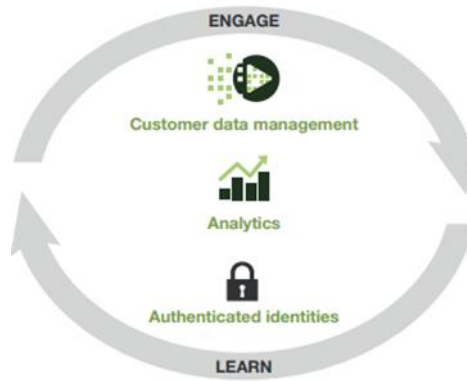 ENGAGE
Customer data management
Analytics
Authenticated identities
LEARN